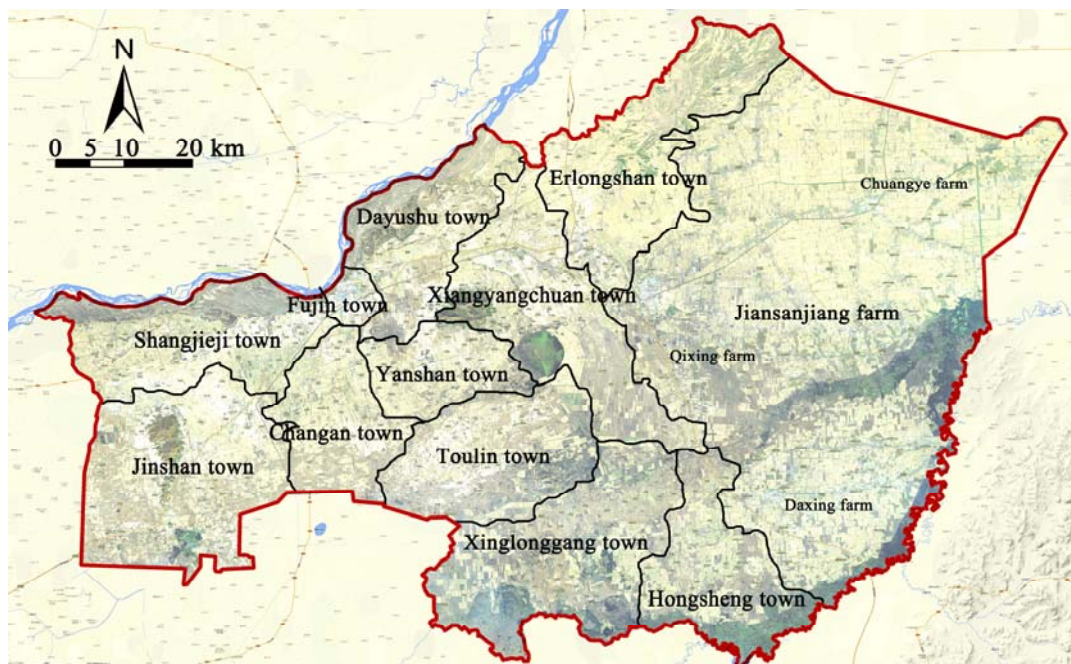 N
0 5 10 20 km
Erlongshan town
Chuangye farm
Dayushu town
Fujin town
Xiangyangchuan town
Jiansanjiang farm
Shangjieji town
Qixing farm
Yanshan town
Changan town
Toulin town
Jinshan town
Daxing farm
Xinglonggang town
Hongsheng town